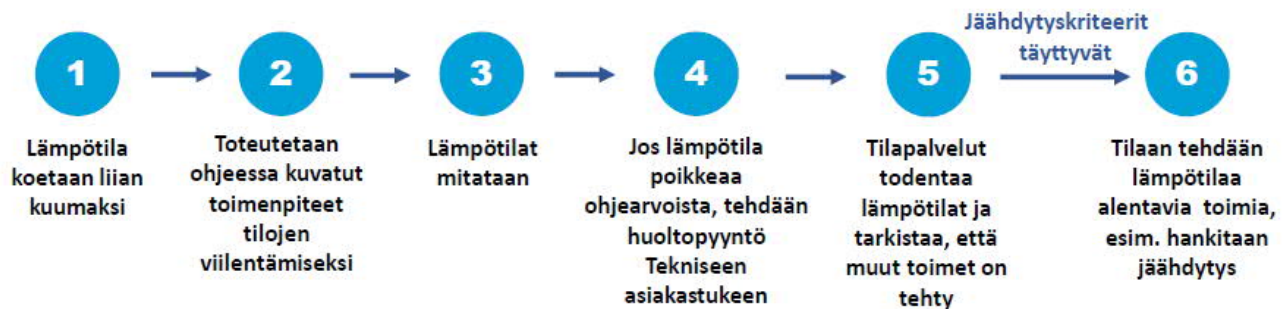 1
Lämpötila
koetaan liian
kuumaksi
2
Toteutetaan
ohjeessa kuvatut
toimenpiteet
tilojen
viilentämiseksi
3
Lämpötilat
mitataan
4
Jos lämpötila
poikkeaa
ohjearvoista, tehdään
huoltopyyntö
Tekniseen
asiakastukeen
5
Tilapalvelut
todentaa
lämpötilat ja
tarkistaa, että
muut toimet on
tehty
Jäähdytyskriteerit
täyttyvät
6
Tilaan tehdään
lämpötilaa
alentavia toimia,
esim. hankitaan
jäähdytys